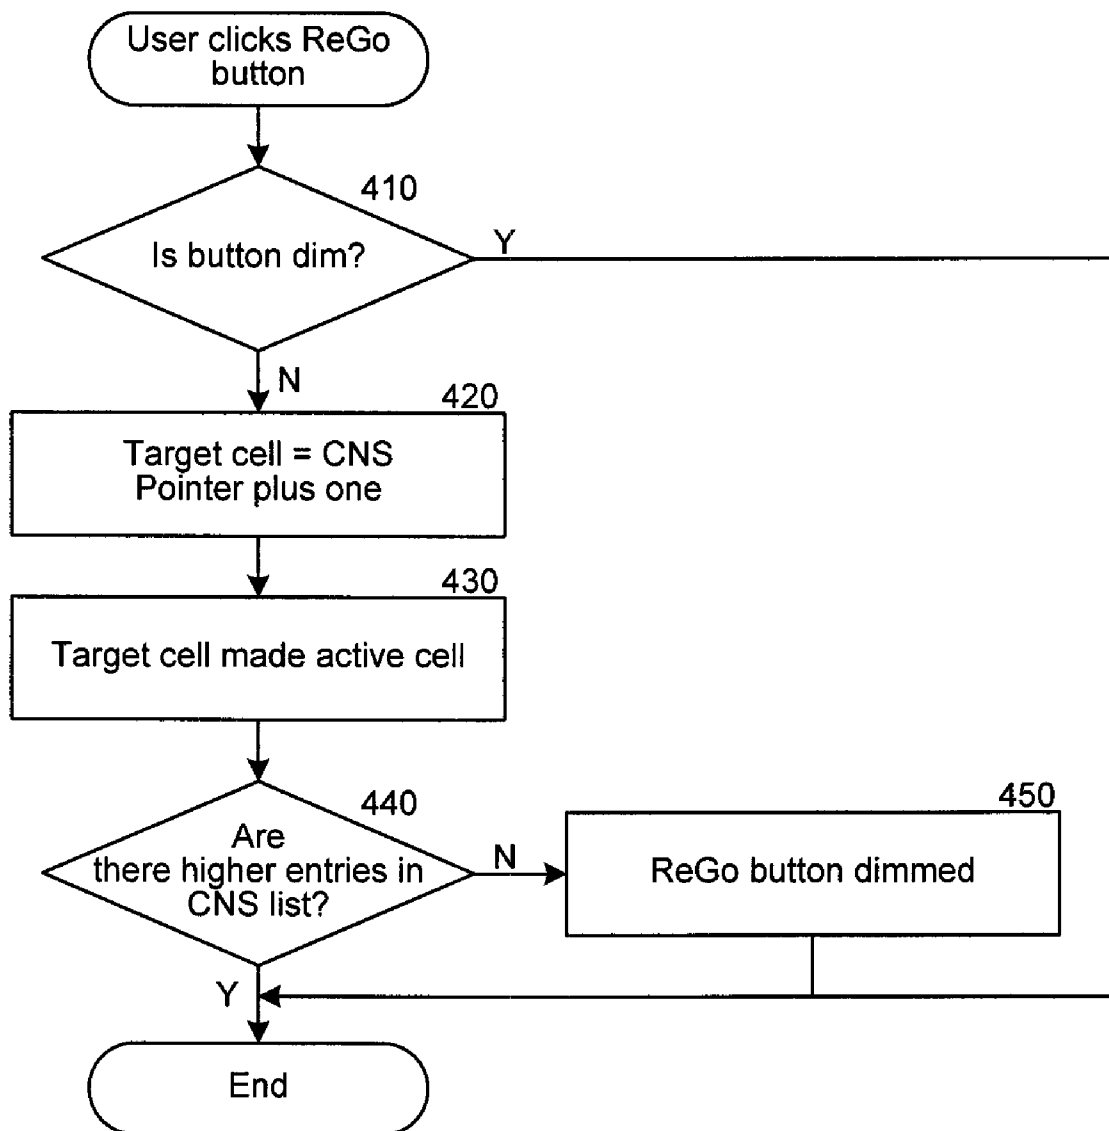 User clicks ReGo
button
410
Is button dim?
Y
N
420
Target cell = CNS
Pointer plus one
430
Target cell made active cell
440
Are
there higher entries in
CNS list?
N
450
ReGo button dimmed
Y
End